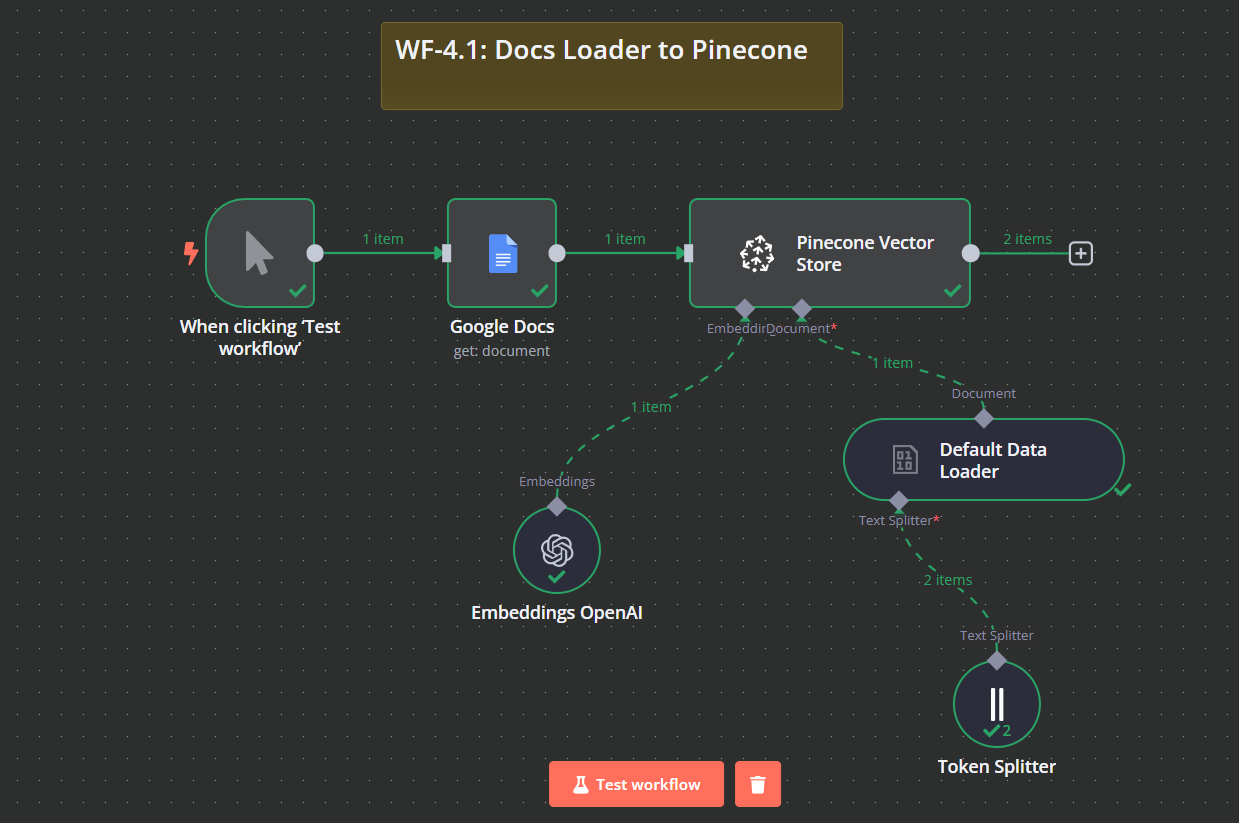 WF-4.1: Docs Loader to Pinecone
1 item
1 item
2 items
Pinecone Vector
Store
When clicking ‘Test
workflow’
Google Docs
get: document
Embeddin
Document*
1 item
1 item
Document
Default Data
Loader
Text Splitter*
Embeddings
Embeddings OpenAI
2 items
Text Splitter
2
Token Splitter
Test workflow